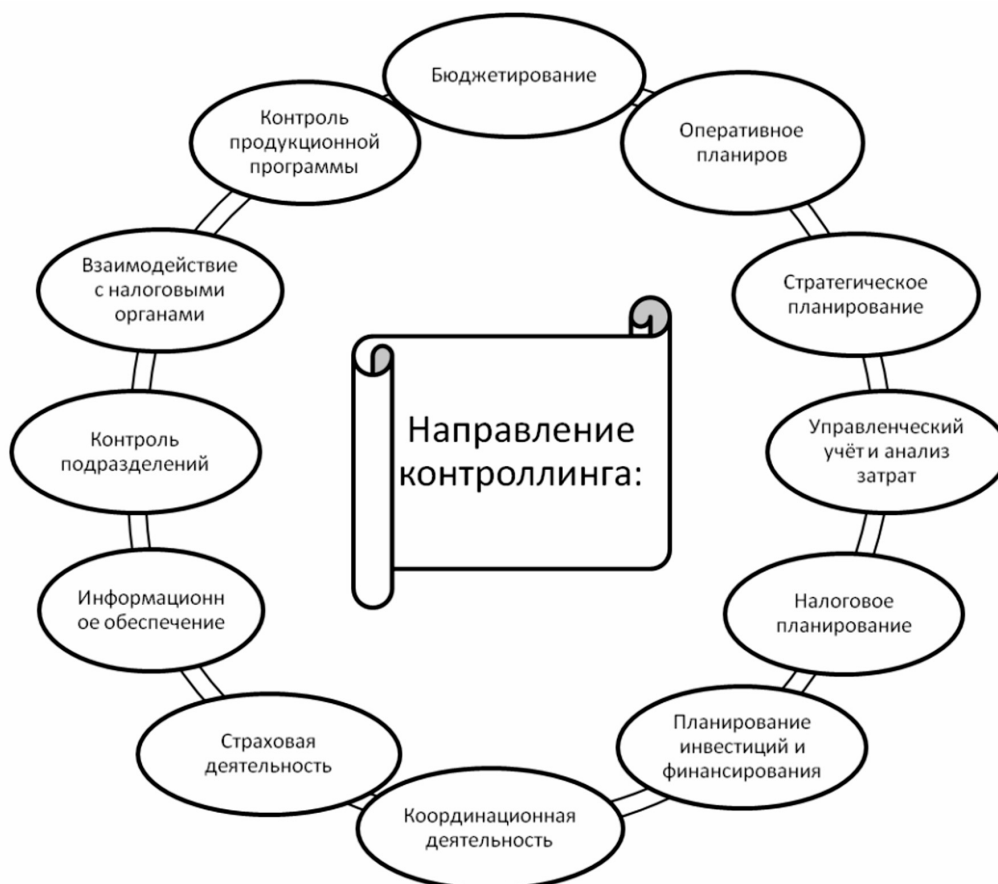 Бюджетирование
Оперативное
планиров
Стратегическое
планирование
Управленческий
учёт и анализ
затрат
Налоговое
планирование
Планирование
инвестиций и
финансирования
Координационная
деятельность
Страховая
деятельность
Информационн
ое обеспечение
Контроль
подразделений
Взаимодействие
с налоговыми
органами
Контроль
продукционной
программы
Направление
контроллинга: